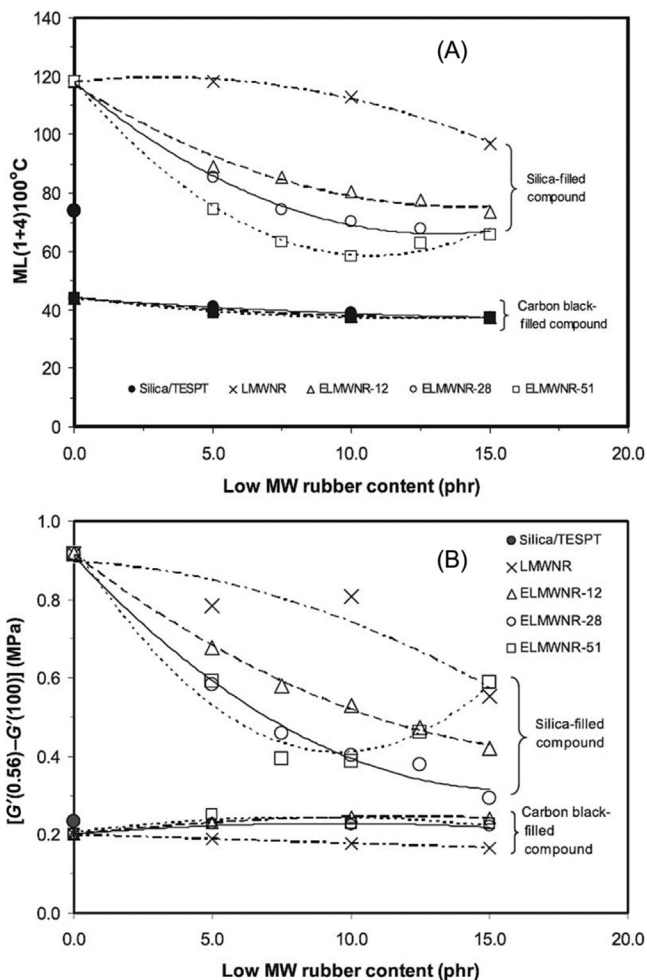 (A)
140
120
100
80
60
40
20
0
ML(1+4)100°C
Silica-filled
compound
Carbon black-
filled compound
Silica/TESPT LMWNR ELMWNR-12 ELMWNR-28 ELMWNR-51
0.0 5.0 10.0 15.0 20.0
Low MW rubber content (phr)
(B)
1.0
0.8
0.6
0.4
0.2
0.0
[G′(0.56)–G′(100)] (MPa)
Silica/TESPT
LMWNR
ELMWNR-12
ELMWNR-28
ELMWNR-51
Silica-filled
compound
Carbon black-
filled
compound
0.0 5.0 10.0 15.0 20.0
Low MW rubber content (phr)